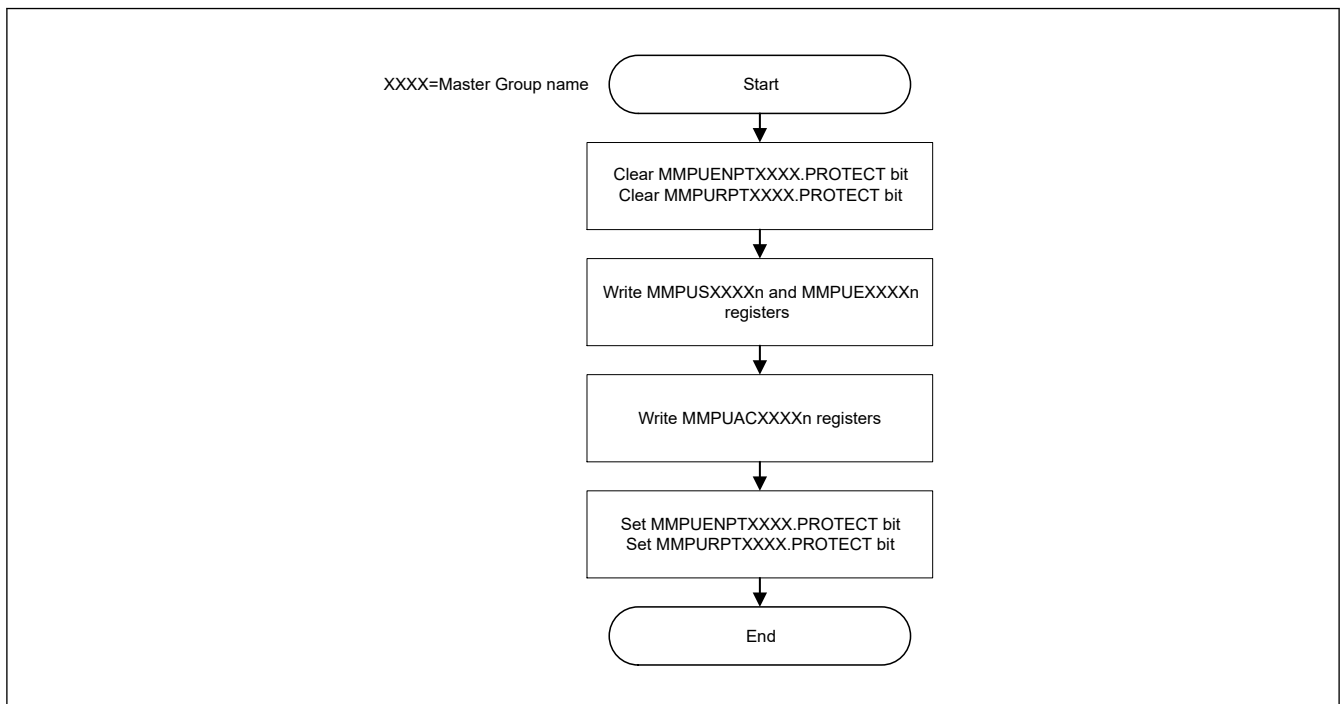 XXXX=Master Group name
Start
Clear MMPUENPTXXXX.PROTECT bit
Clear MMPURPTXXXX.PROTECT bit
Write MMPUSXXXXn and MMPUEXXXXn
registers
Write MMPUACXXXXn registers
Set MMPUENPTXXXX.PROTECT bit
Set MMPURPTXXXX.PROTECT bit
End